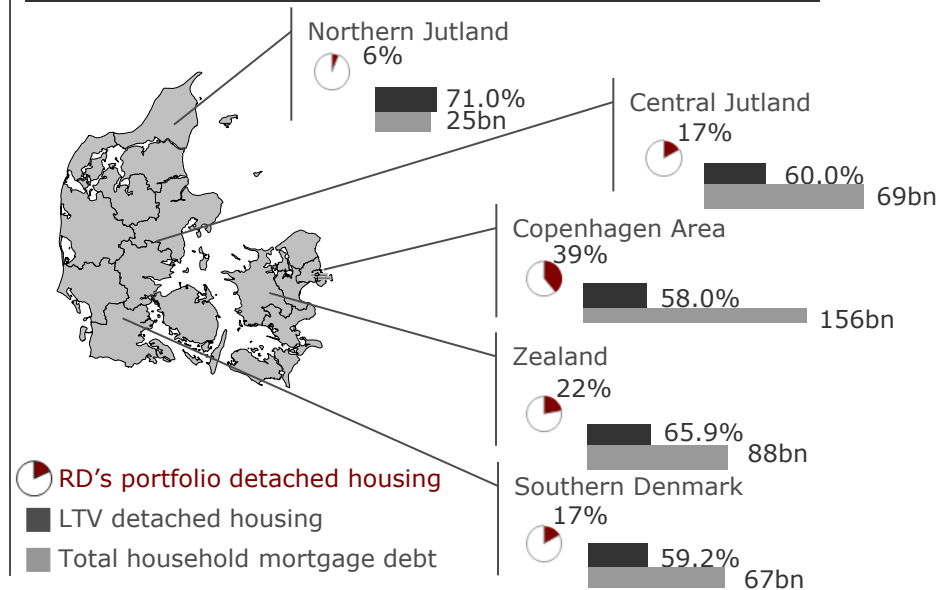 Northern Jutland
6%
71.0%
25bn
Central Jutland
17%
60.0%
69bn
Copenhagen Area
39%
58.0%
156bn
Zealand
22%
65.9%
88bn
Southern Denmark
17%
59.2%
67bn
RD’s portfolio detached housing
LTV detached housing
Total household mortgage debt